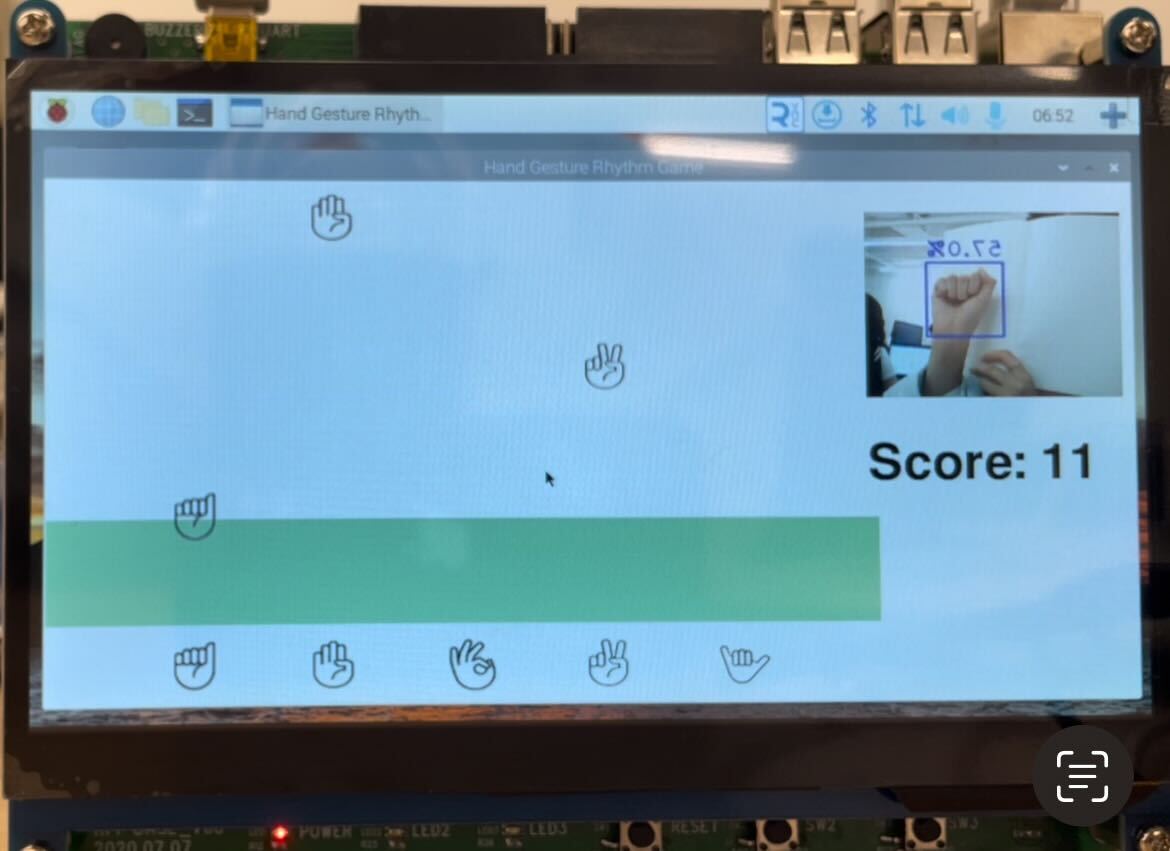 BUZZER
UART
>_
Hand Gesture Rhyth...
06:52
Hand Gesture Rhythm Game
57.0%
Score: 11
POWER
LED2
LED3
RESET
SW2
SW3
2020.07.07